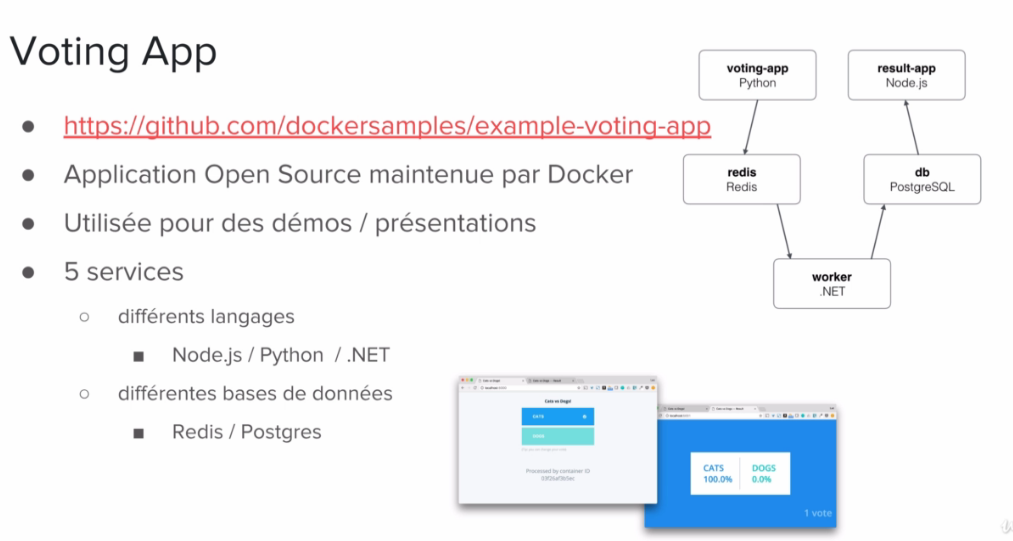 Voting App
https://github.com/dockersamples/example-voting-app
Application Open Source maintenue par Docker
Utilisée pour des démos / présentations
5 services
différents langages
Node.js / Python / .NET
différentes bases de données
Redis / Postgres
voting-app
Python
result-app
Node.js
redis
Redis
db
PostgreSQL
worker
.NET
Cats vs Dogs!
CATS
DOGS
Processed by container ID
CATS
100.0%
DOGS
0.0%
1 vote